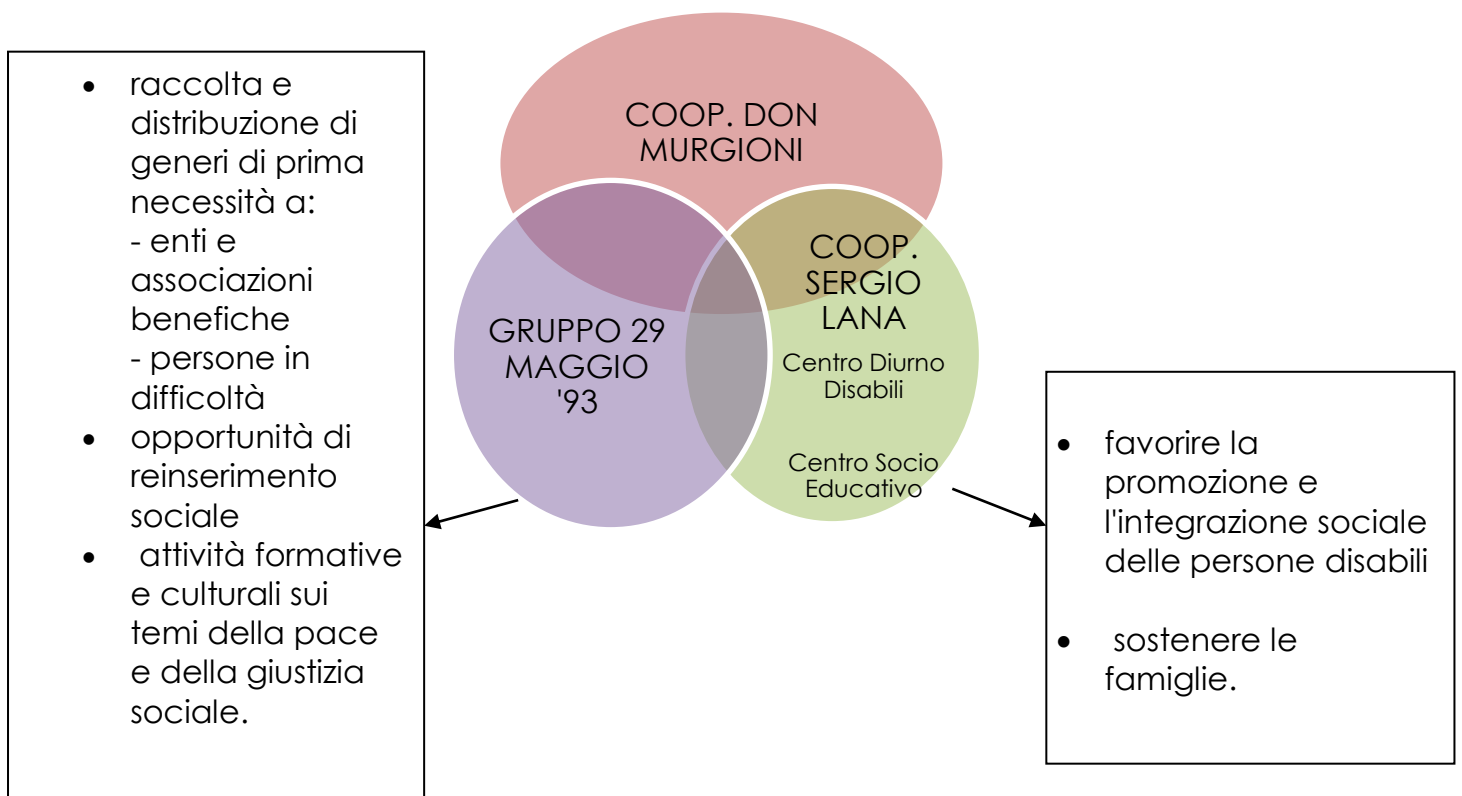 • raccolta e
distribuzione di
generi di prima
necessità a:
- enti e
associazioni
benefiche
- persone in
difficoltà
• opportunità di
reinserimento
sociale
• attività formative
e culturali sui
temi della pace
e della giustizia
sociale.
COOP. DON
MURGIONI
GRUPPO 29
MAGGIO
'93
COOP.
SERGIO
LANA
Centro Diurno
Disabili
Centro Socio
Educativo
• favorire la
promozione e
l'integrazione sociale
delle persone disabili
• sostenere le
famiglie.